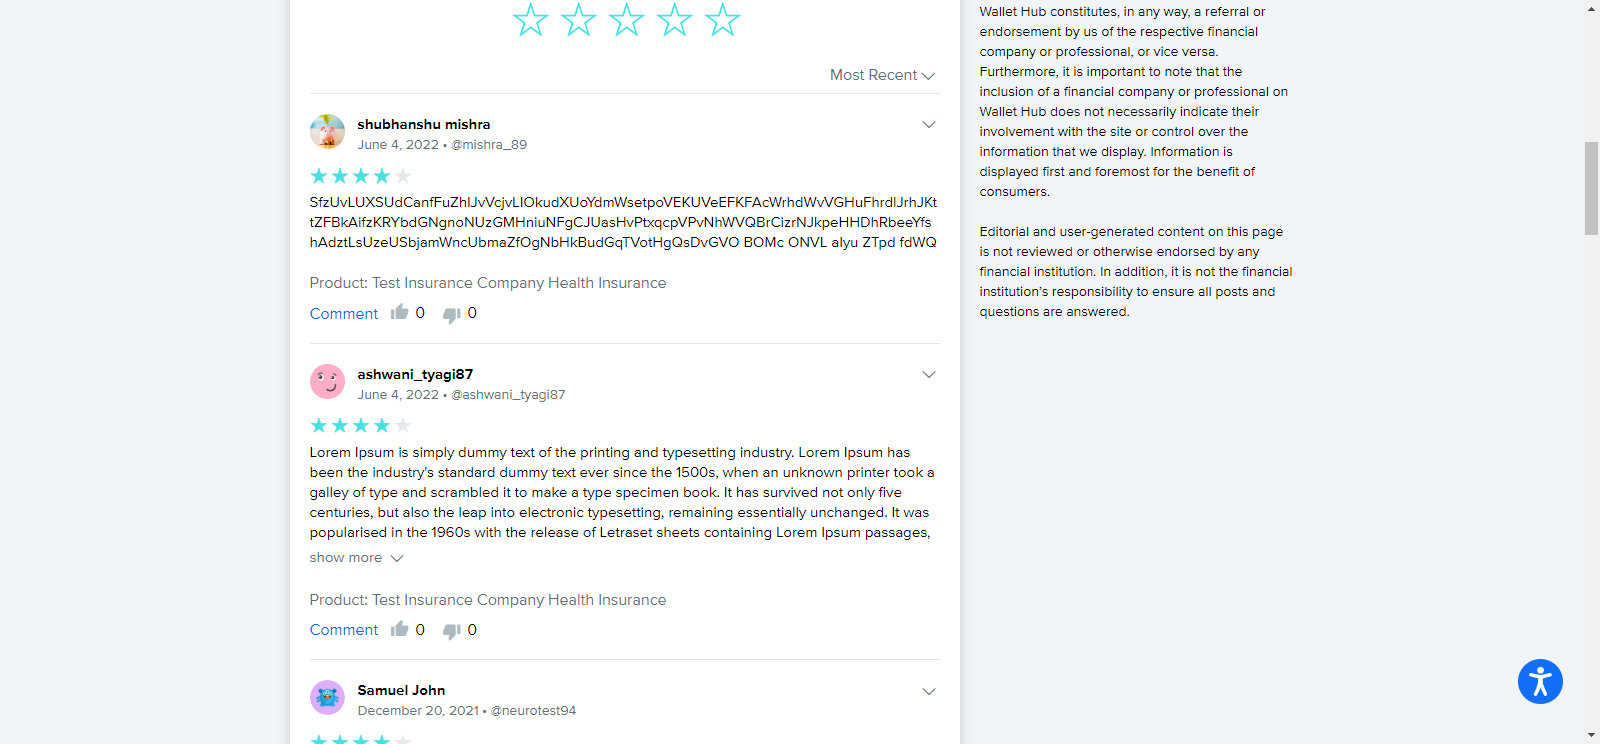 Most Recent
shubhanshu mishra
June 4, 2022 • @mishra_89
SfzUvLUXSUdCanfFuZhlJvVcjvLIOkudXUoYdmWsetpoVEKUVeEFKFAcWrhdWvVGHuFhrdlJrhJKt
tZFBkAifzKRYbdGNgnoNUzGMHniuNFgCJUasHvPtxqcpVPvNhWVQBrCizrNJkpeHHDhRbeeYfs
hAdztLsUzeUSbjamWncUbmaZfOgNbHkBudGqTVotHgQsDvGVO BOMc ONVL alyu ZTpd fdWQ
Product: Test Insurance Company Health Insurance
Comment 0 0
ashwani_tyagi87
June 4, 2022 • @ashwani_tyagi87
Lorem Ipsum is simply dummy text of the printing and typesetting industry. Lorem Ipsum has
been the industry's standard dummy text ever since the 1500s, when an unknown printer took a
galley of type and scrambled it to make a type specimen book. It has survived not only five
centuries, but also the leap into electronic typesetting, remaining essentially unchanged. It was
popularised in the 1960s with the release of Letraset sheets containing Lorem Ipsum passages,
show more
Product: Test Insurance Company Health Insurance
Comment 0 0
Samuel John
December 20, 2021 • @neurotest94
Wallet Hub constitutes, in any way, a referral or
endorsement by us of the respective financial
company or professional, or vice versa.
Furthermore, it is important to note that the
inclusion of a financial company or professional on
Wallet Hub does not necessarily indicate their
involvement with the site or control over the
information that we display. Information is
displayed first and foremost for the benefit of
consumers.
Editorial and user-generated content on this page
is not reviewed or otherwise endorsed by any
financial institution. In addition, it is not the financial
institution’s responsibility to ensure all posts and
questions are answered.